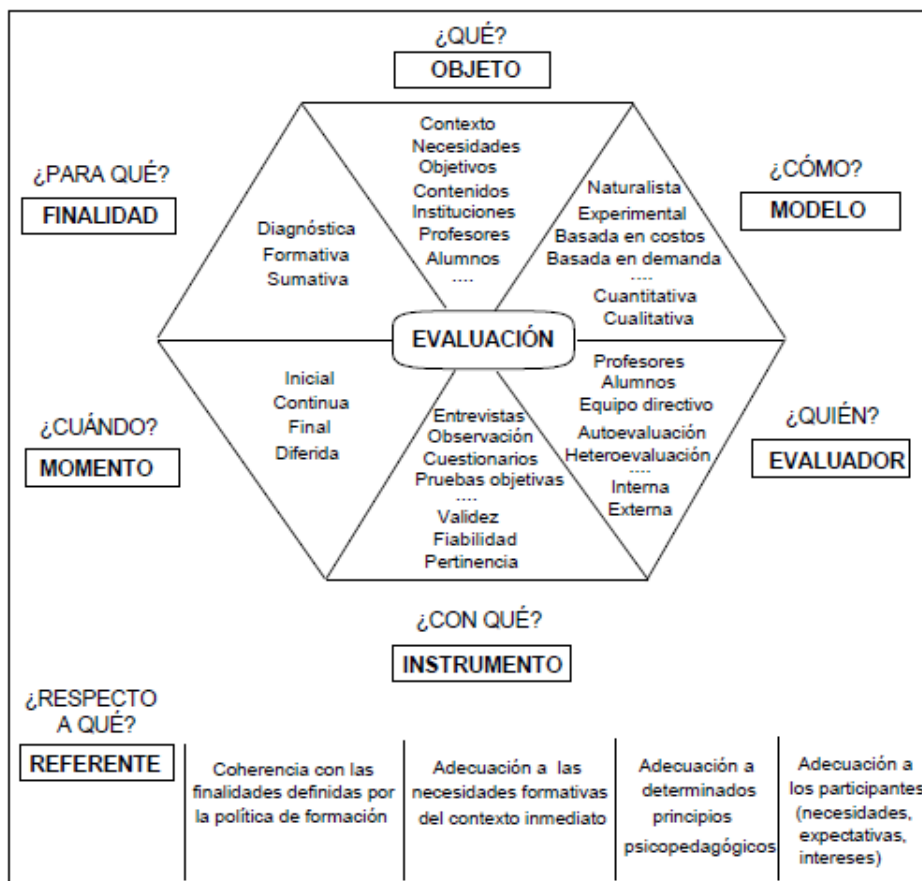 ¿QUÉ?
OBJETO
Contexto
Necesidades
Objetivos
Contenidos
Instituciones
Profesores
Alumnos
....
¿PARA QUÉ?
FINALIDAD
Diagnóstica
Formativa
Sumativa
¿CÓMO?
MODELO
Naturalista
Experimental
Basada en costos
Basada en demanda
....
Cuantitativa
Cualitativa
EVALUACIÓN
¿CUÁNDO?
MOMENTO
Inicial
Continua
Final
Diferida
Entrevistas
Observación
Cuestionarios
Pruebas objetivas
....
Validez
Fiabilidad
Pertinencia
Profesores
Alumnos
Equipo directivo
Autoevaluación
Heteroevaluación
....
Interna
Externa
¿QUIÉN?
EVALUADOR
¿CON QUÉ?
INSTRUMENTO
¿RESPECTO
A QUÉ?
REFERENTE
Coherencia con las
finalidades definidas por
la política de formación
Adecuación a las
necesidades formativas
del contexto inmediato
Adecuación a
determinados
principios
psicopedagógicos
Adecuación a
los participantes
(necesidades,
expectativas,
intereses)